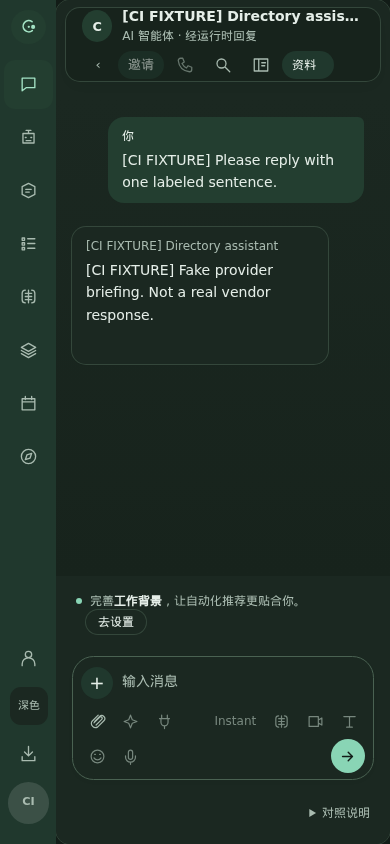 C
[CI FIXTURE] Directory assis...
AI 智能体 · 经运行时回复
邀请
资料
你
[CI FIXTURE] Please reply with
one labeled sentence.
[CI FIXTURE] Directory assistant
[CI FIXTURE] Fake provider
briefing. Not a real vendor
response.
完善工作背景，让自动化推荐更贴合你。
去设置
输入消息
Instant
深色
CI
▶ 对照说明